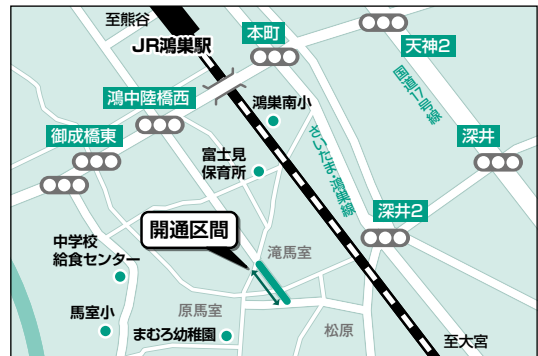 至熊谷
JR鴻巣駅
本町
天神2
国道17号線
鴻中陸橋西
鴻巣南小
さいたま・鴻巣線
御成橋東
深井
富士見
保育所
深井2
開通区間
中学校
給食センター
滝馬室
原馬室
馬室小
まむろ幼稚園
松原
至大宮